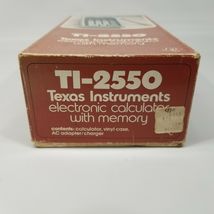 TI-2550
Texas Instruments
electronic calculator
with memory
contents: calculator, vinyl case,
AC adapter/charger